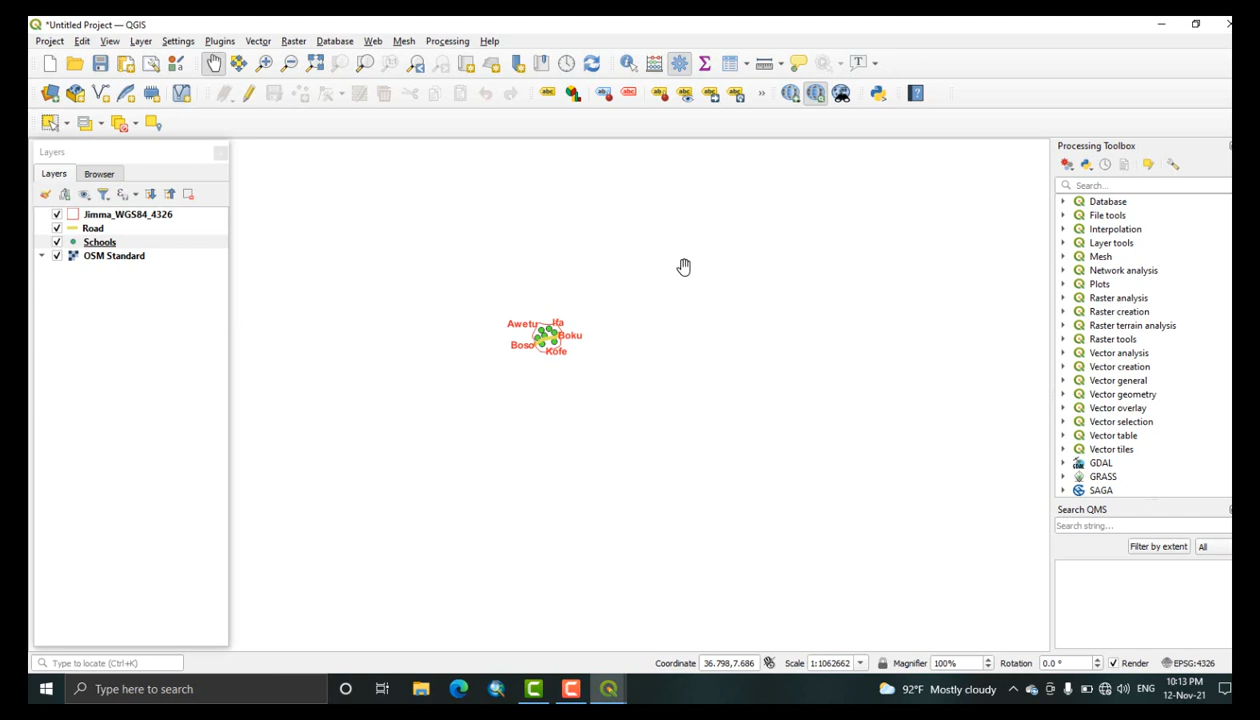 *Untitled Project — QGIS
Project Edit View Layer Settings Plugins Vector Raster Database Web Mesh Processing Help
Layers
Layers Browser
Jimma_WGS84_4326
Road
Schools
OSM Standard
Awetu Ifa
Boku
Boso
Kofe
Processing Toolbox
Search...
Database
File tools
Interpolation
Layer tools
Mesh
Network analysis
Plots
Raster analysis
Raster creation
Raster terrain analysis
Raster tools
Vector analysis
Vector creation
Vector general
Vector geometry
Vector overlay
Vector selection
Vector table
Vector tiles
GDAL
GRASS
SAGA
Search QMS
Search string...
Filter by extent All
Type to locate (Ctrl+K) Coordinate 36.798,7.686 Scale 1:1062662 Magnifier 100% Rotation 0.0 ° Render EPSG:4326
Type here to search 92°F Mostly cloudy ENG 10:13 PM
12-Nov-21